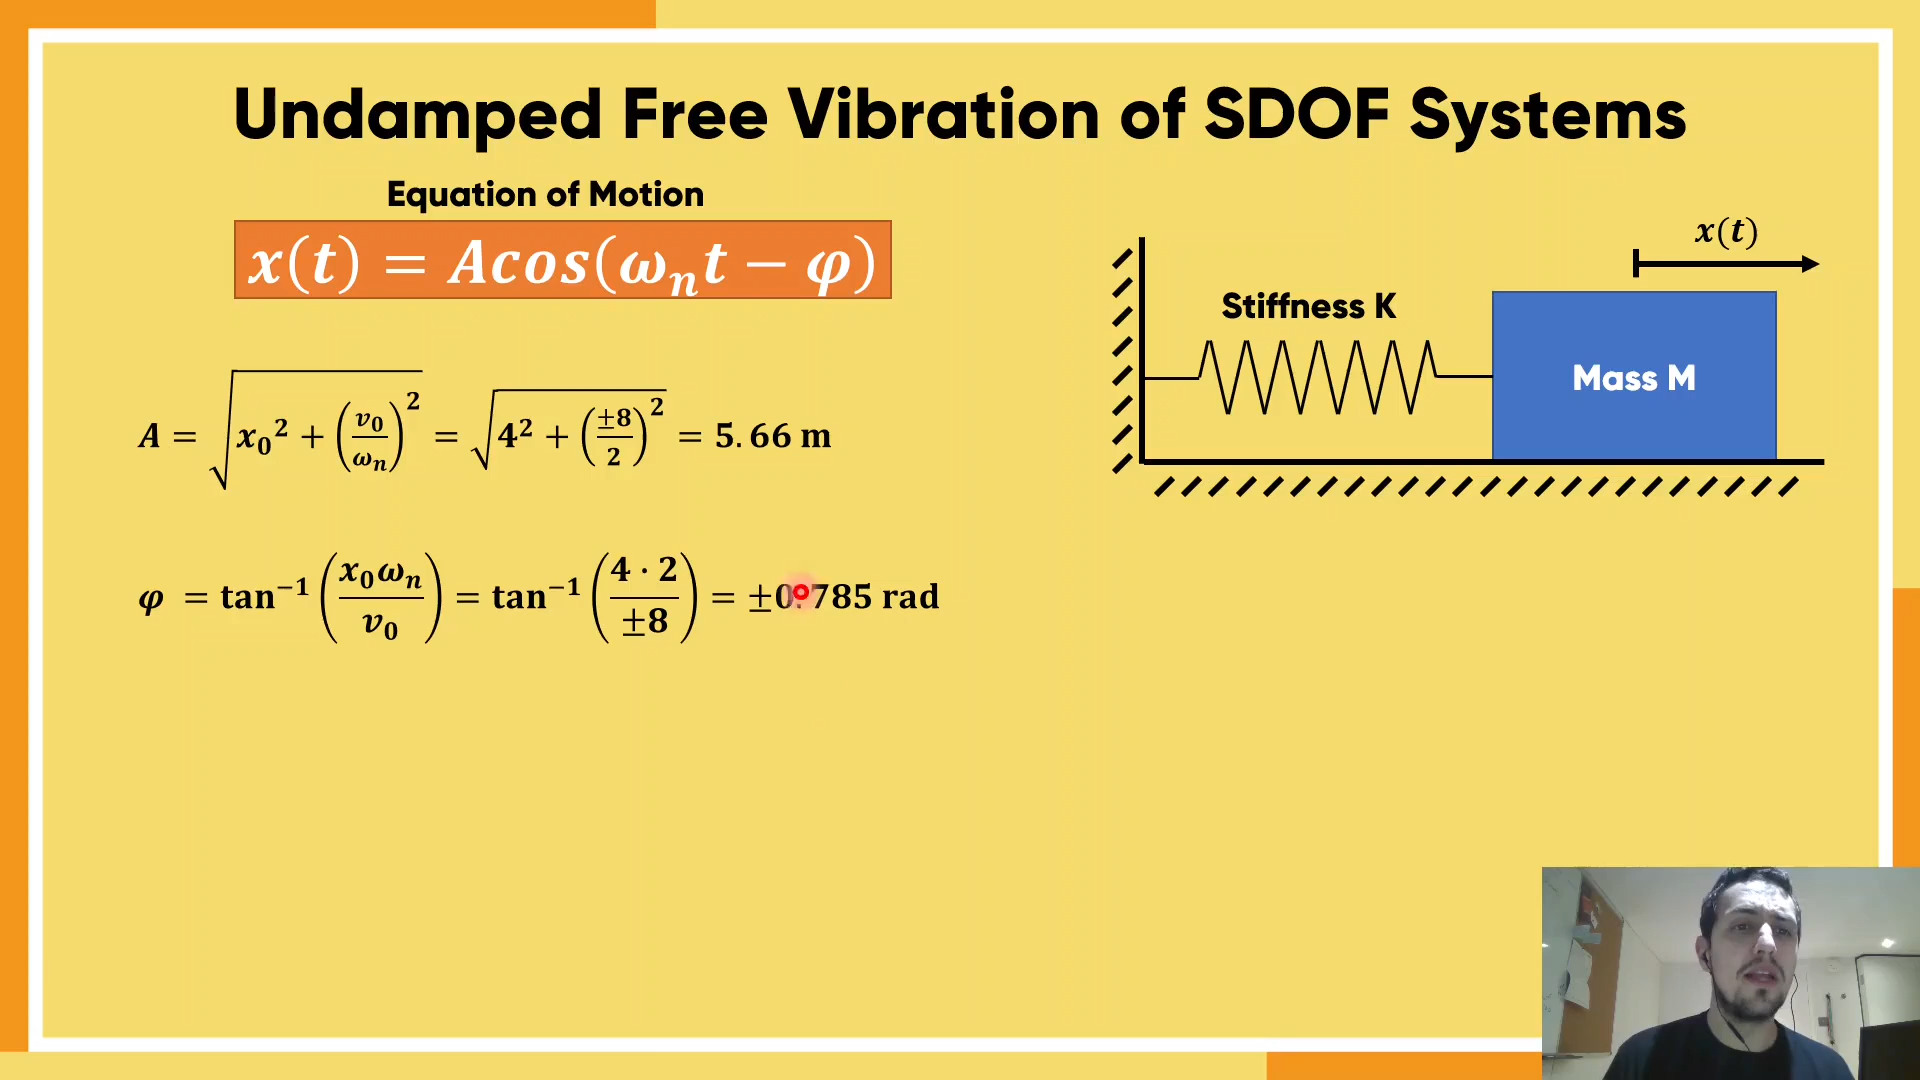 Undamped Free Vibration of SDOF Systems
Equation of Motion
x(t) = Acos(ωₙt − φ)
x(t)
Stiffness K
Mass M
A = √(x₀² + (v₀/ωₙ)²) = √(4² + (±8/2)²) = 5.66 m
φ = tan⁻¹(x₀ωₙ/v₀) = tan⁻¹(4 · 2/±8) = ±0.785 rad